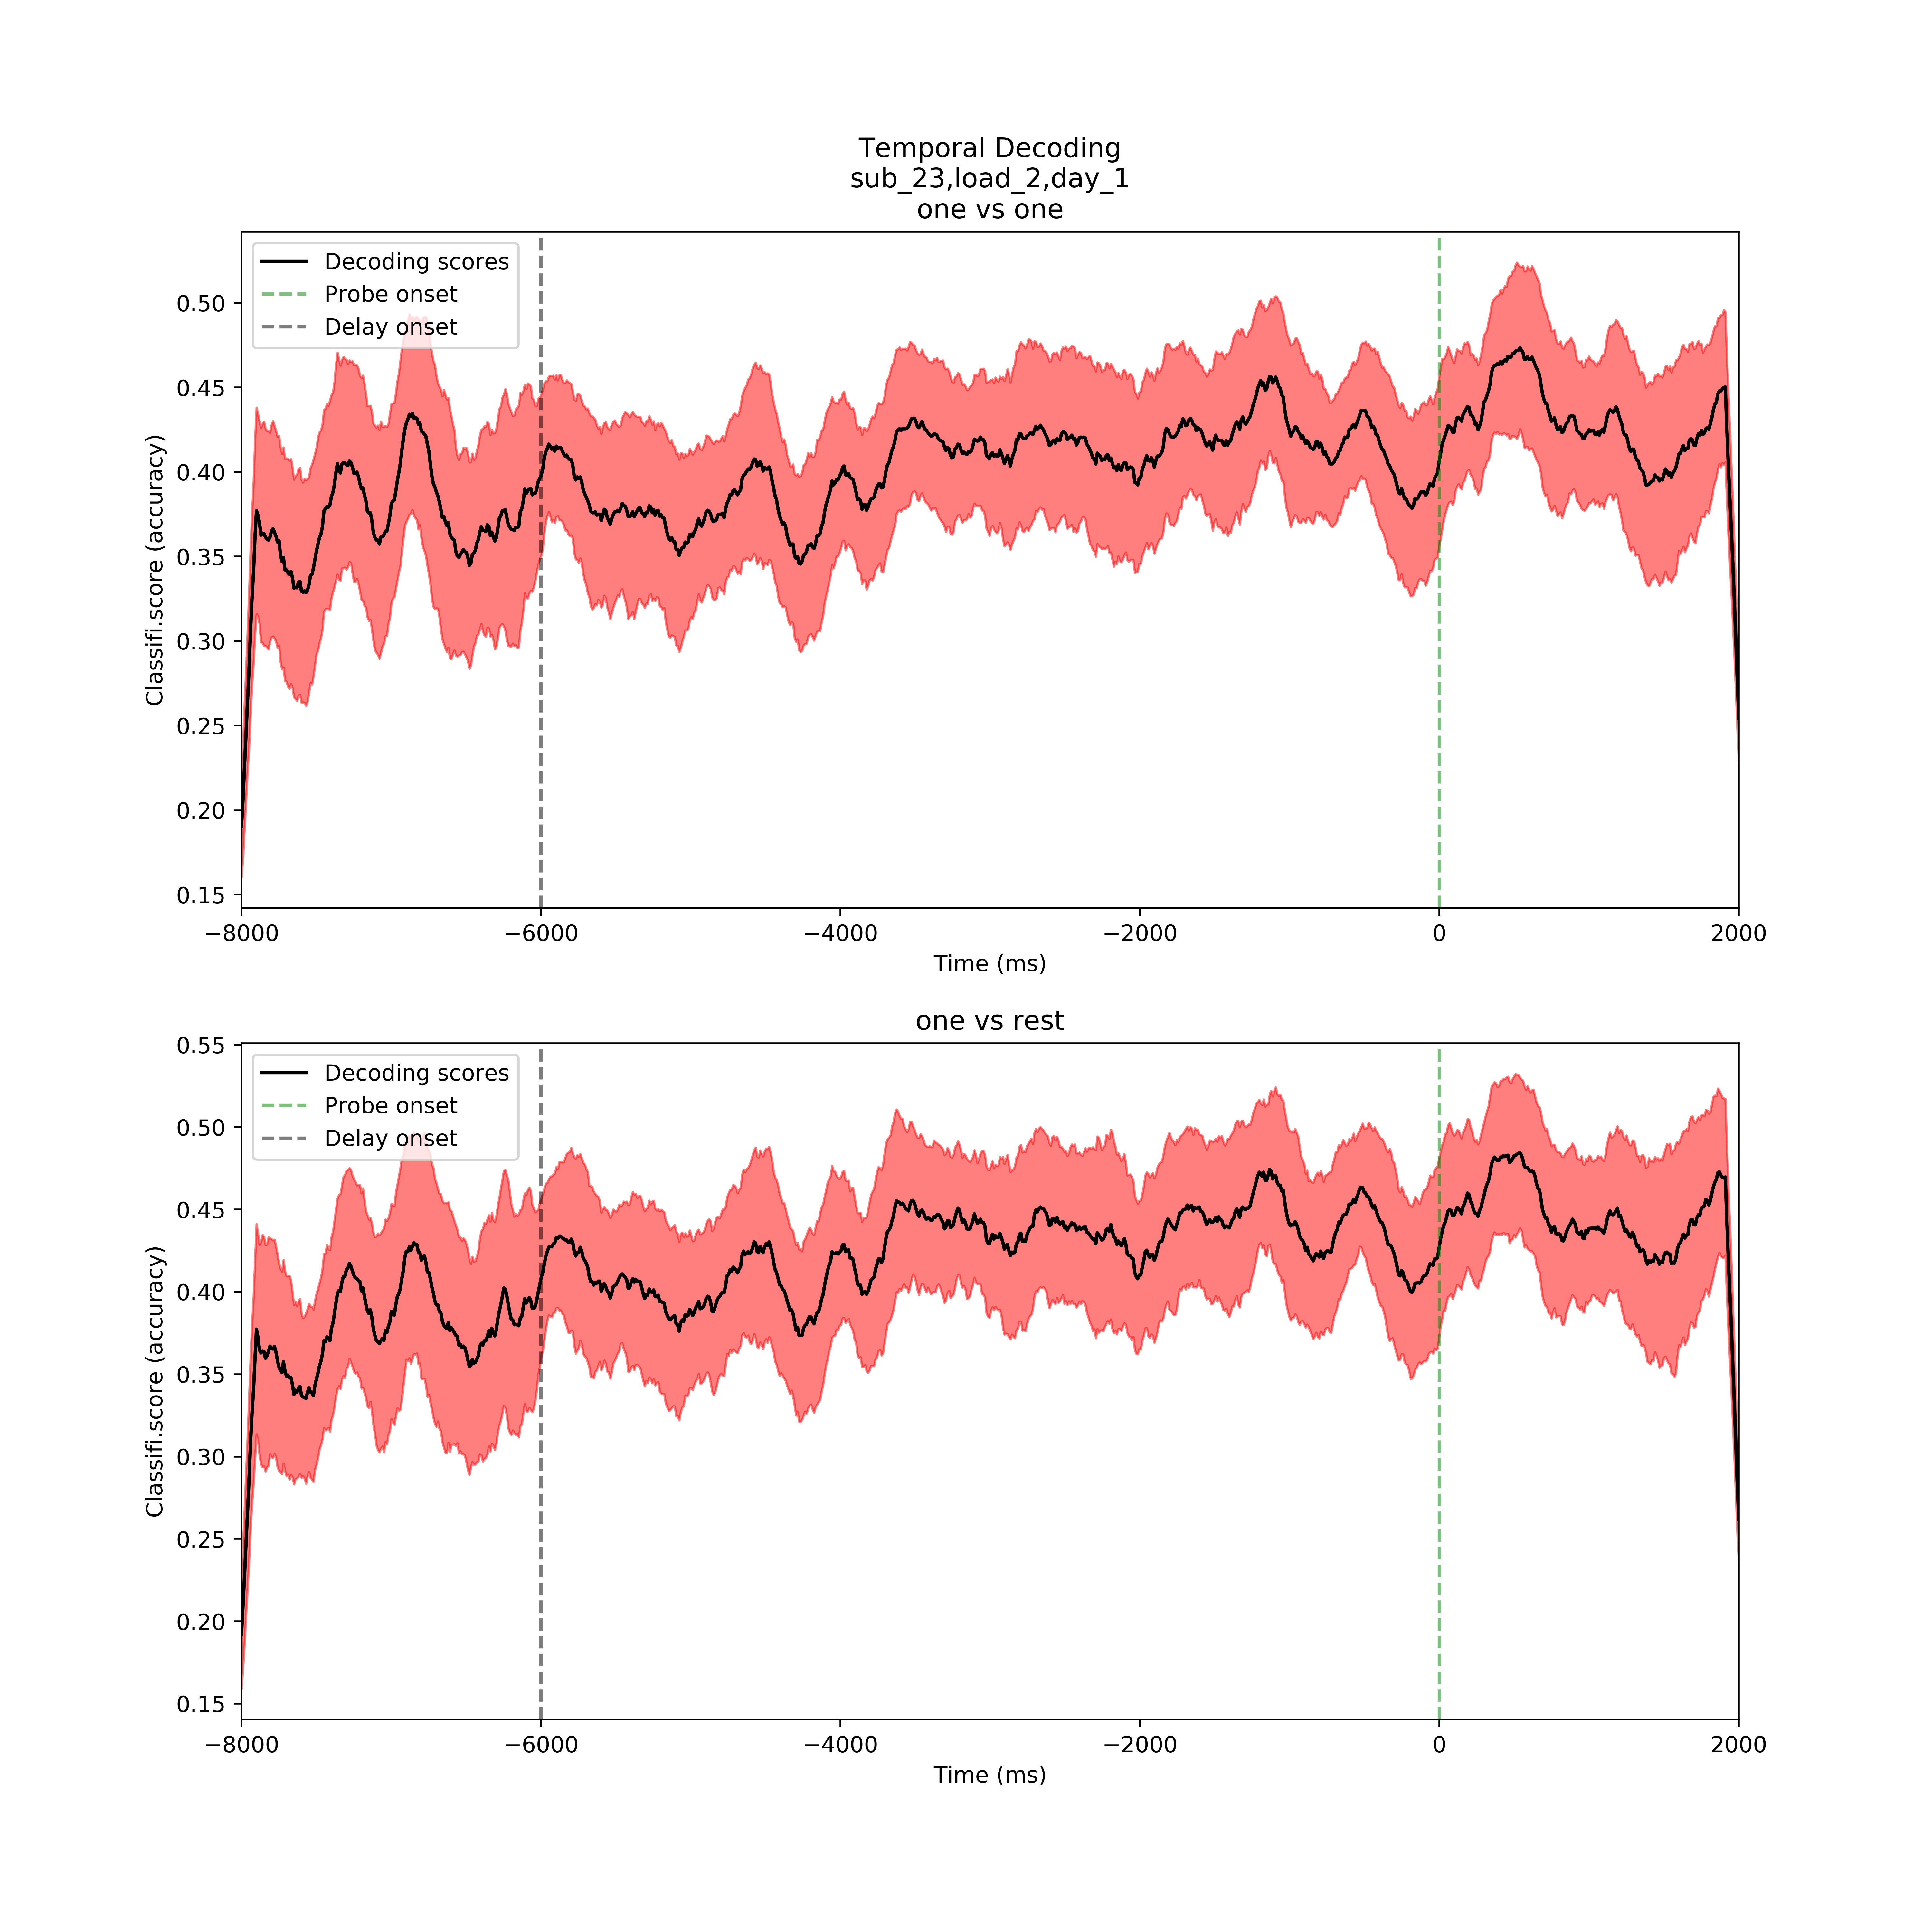 Temporal Decoding
sub_23,load_2,day_1
one vs one
Decoding scores
Probe onset
Delay onset
0.50
0.45
0.40
0.35
0.30
0.25
0.20
0.15
Classifi.score (accuracy)
−8000 −6000 −4000 −2000 0 2000
Time (ms)
one vs rest
Decoding scores
Probe onset
Delay onset
0.55
0.50
0.45
0.40
0.35
0.30
0.25
0.20
0.15
Classifi.score (accuracy)
−8000 −6000 −4000 −2000 0 2000
Time (ms)